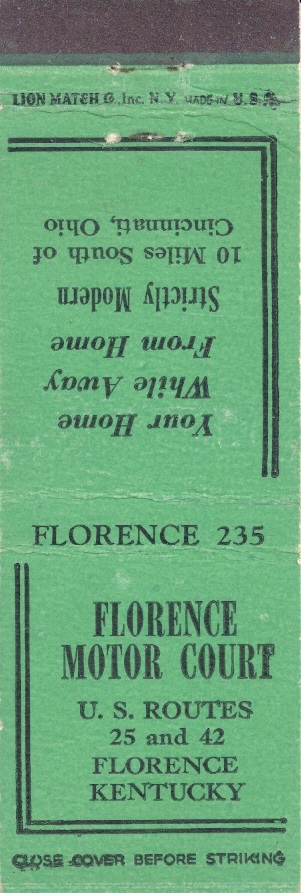 LION MATCH Co., Inc. N.Y. MADE IN U.S.A.
Your Home
While Away
From Home
Strictly Modern
10 Miles South of
Cincinnati, Ohio
FLORENCE 235
FLORENCE
MOTOR COURT
U. S. ROUTES
25 and 42
FLORENCE
KENTUCKY
CLOSE COVER BEFORE STRIKING